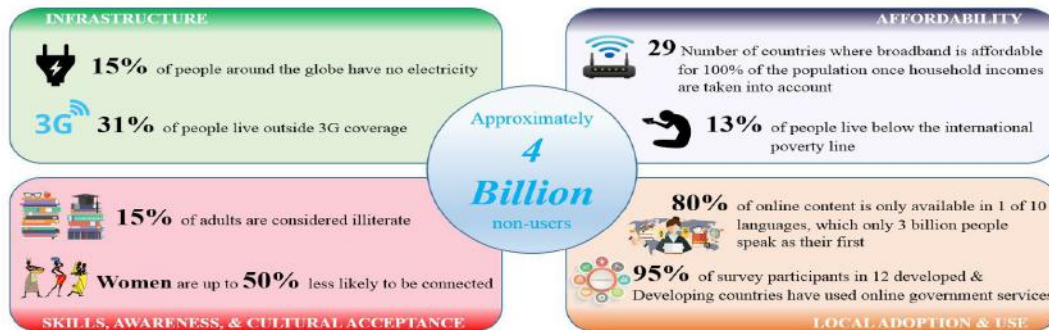 INFRASTRUCTURE
15% of people around the globe have no electricity
3G 31% of people live outside 3G coverage
AFFORDABILITY
29 Number of countries where broadband is affordable
for 100% of the population once household incomes
are taken into account
13% of people live below the international
poverty line
Approximately
4
Billion
non-users
15% of adults are considered illiterate
Women are up to 50% less likely to be connected
SKILLS, AWARENESS, & CULTURAL ACCEPTANCE
80% of online content is only available in 1 of 10
languages, which only 3 billion people
speak as their first
95% of survey participants in 12 developed &
Developing countries have used online government services
LOCAL ADOPTION & USE